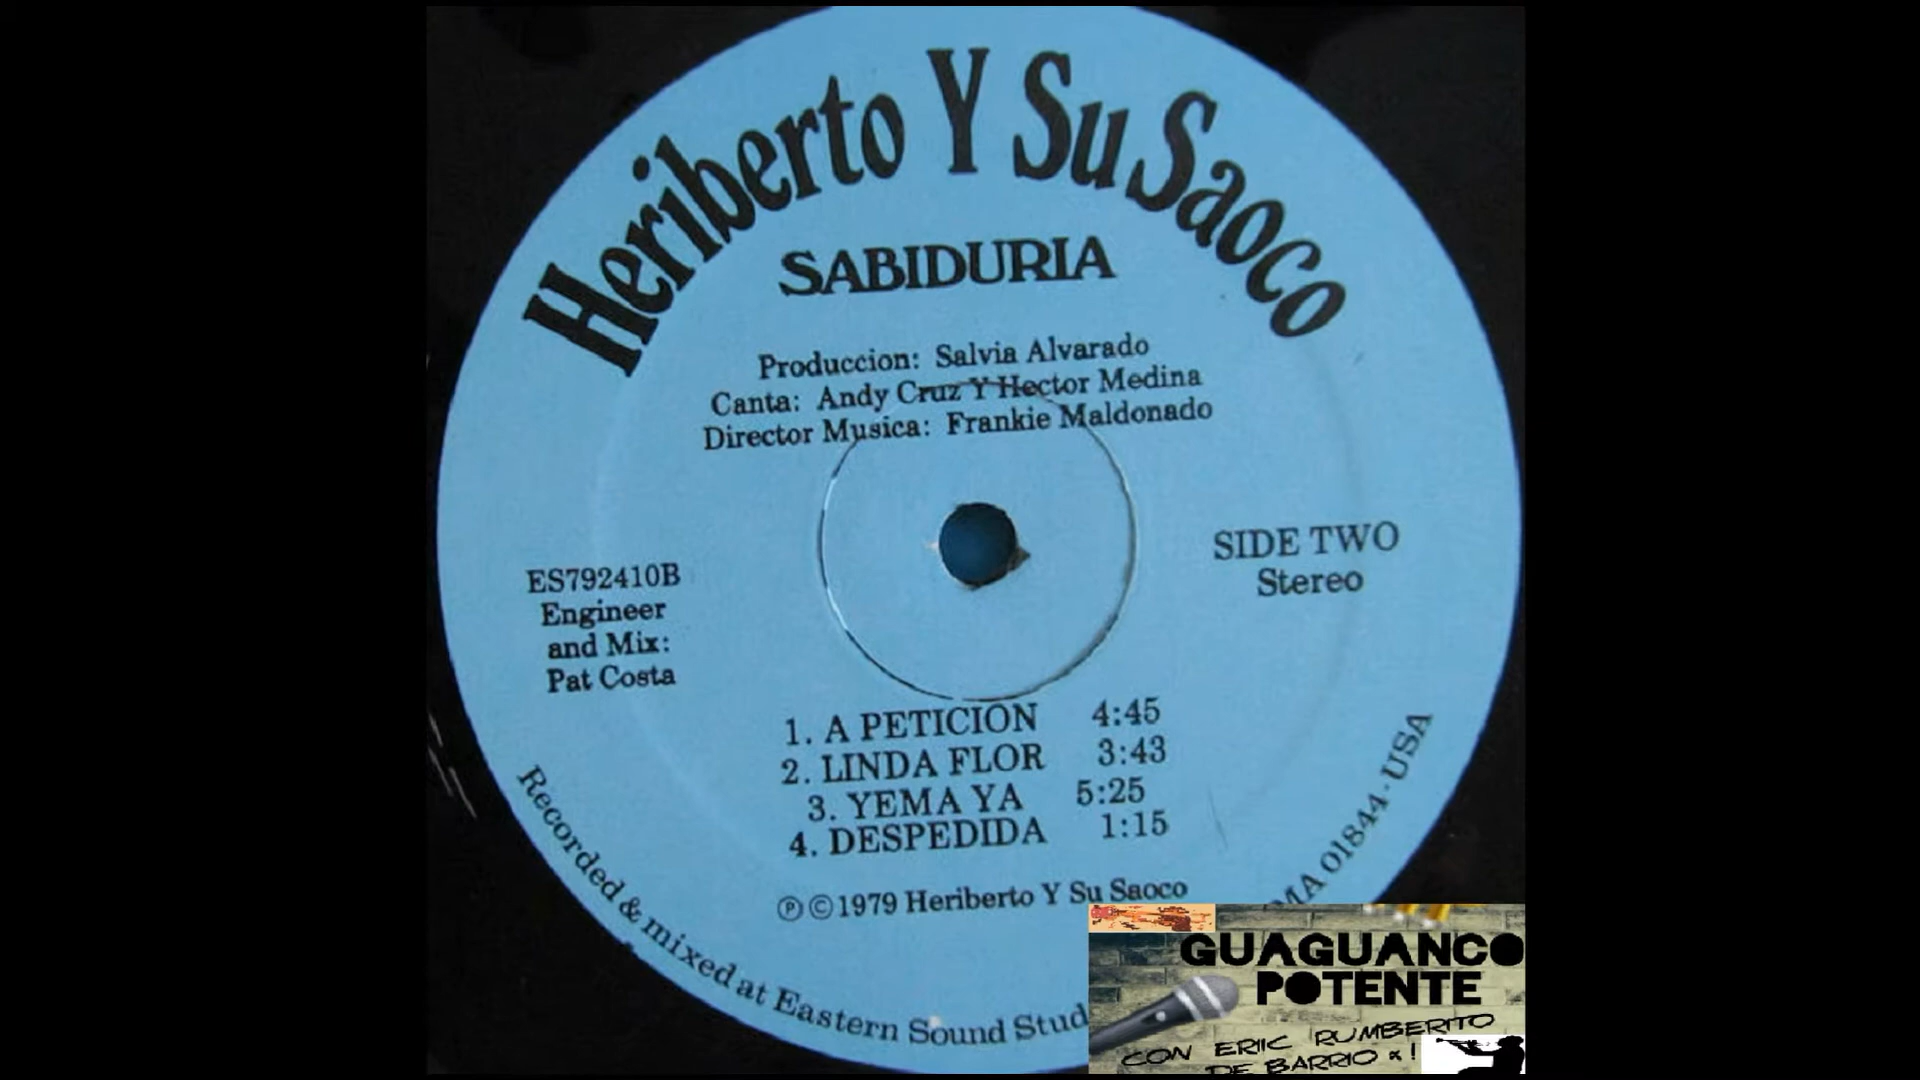 Heriberto Y Su Saoco
SABIDURIA
Produccion: Salvia Alvarado
Canta: Andy Cruz Y Hector Medina
Director Musica: Frankie Maldonado
SIDE TWO
Stereo
ES792410B
Engineer
and Mix:
Pat Costa
1. A PETICION 4:45
2. LINDA FLOR 3:43
3. YEMA YA 5:25
4. DESPEDIDA 1:15
℗©1979 Heriberto Y Su Saoco
Recorded & mixed at Eastern Sound Stud
MA 01844·USA
GUAGUANCO
POTENTE
CON ERIIC RUMBERITO
DE BARRIO x!